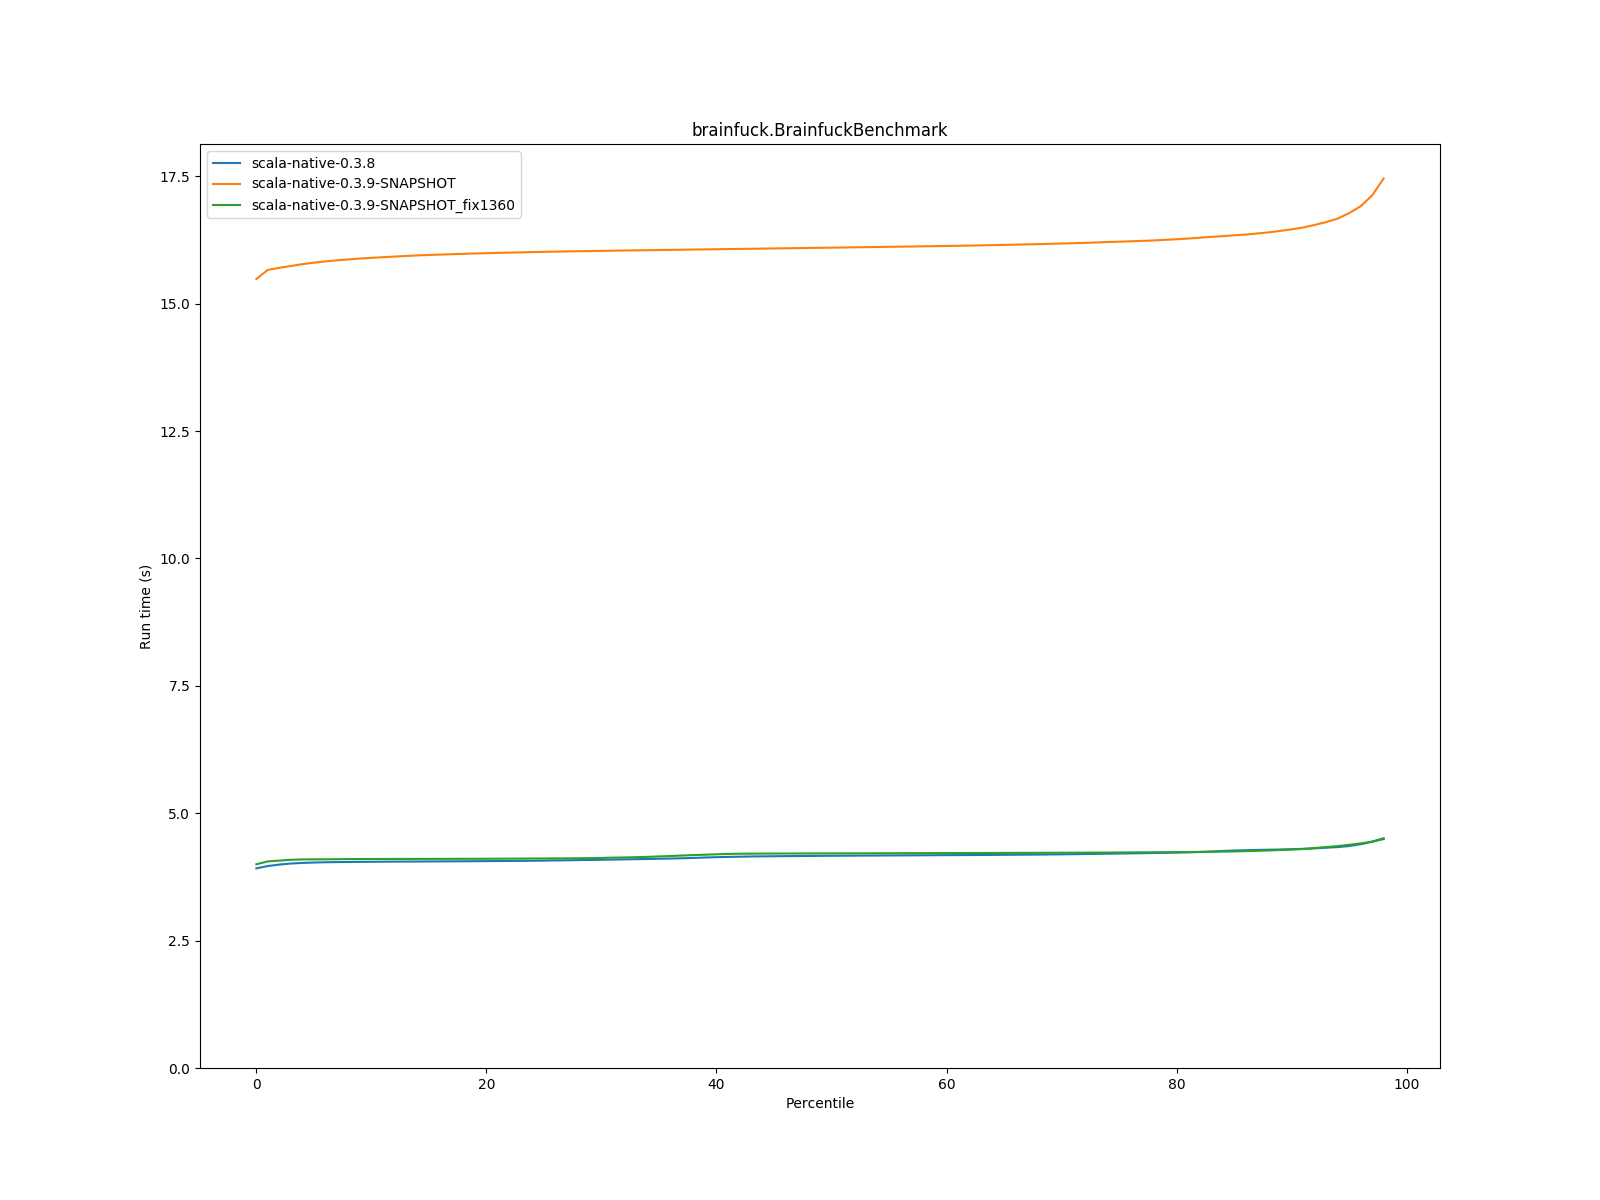 brainfuck.BrainfuckBenchmark
scala-native-0.3.8
scala-native-0.3.9-SNAPSHOT
scala-native-0.3.9-SNAPSHOT_fix1360
17.5
15.0
12.5
10.0
7.5
5.0
2.5
0.0
Run time (s)
0 20 40 60 80 100
Percentile